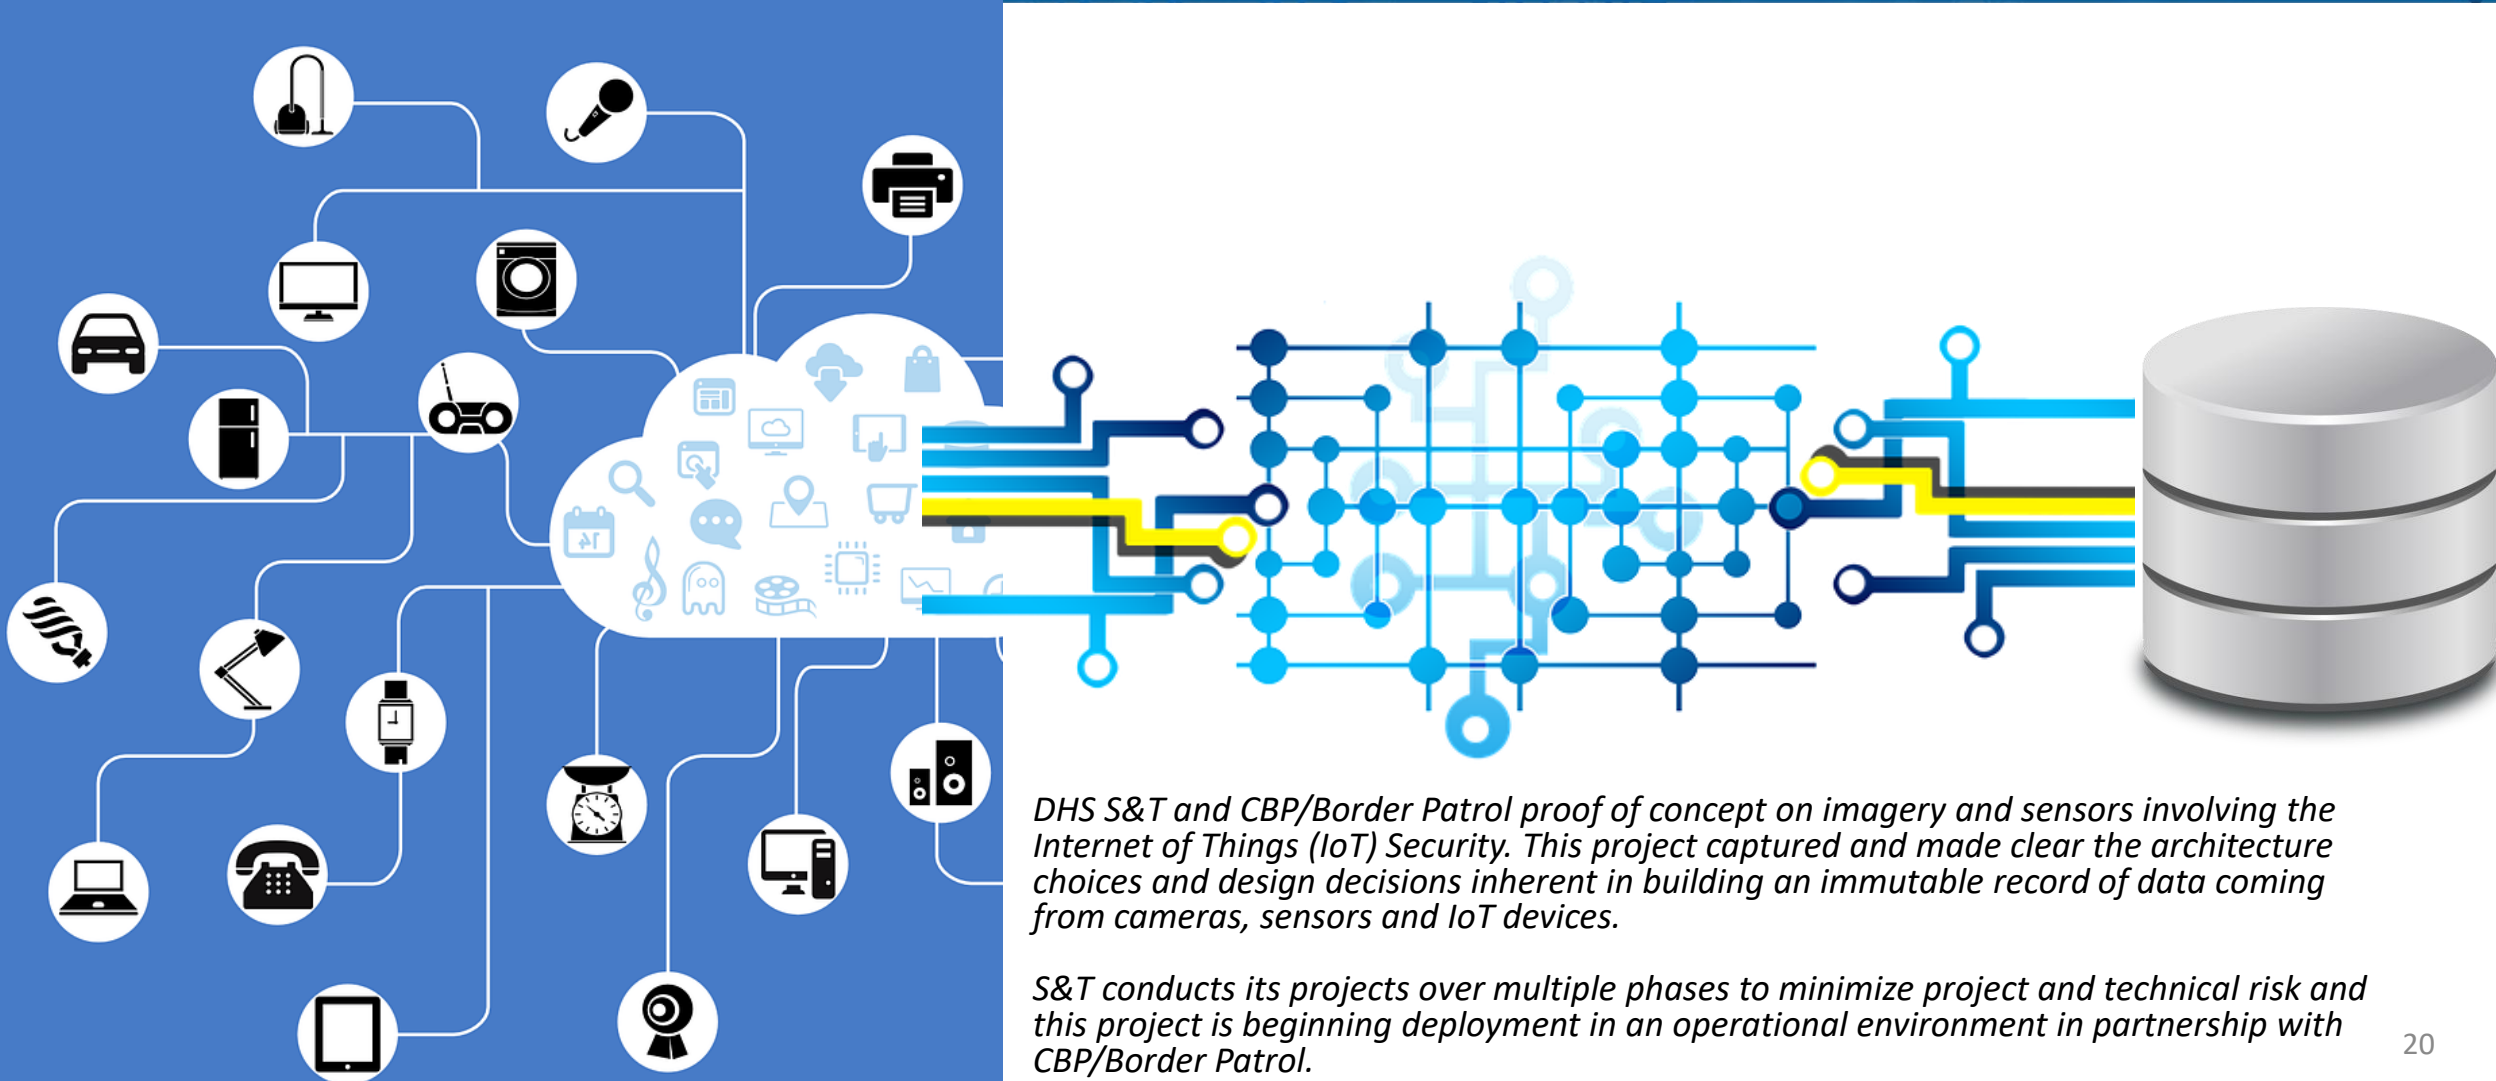 14
DHS S&T and CBP/Border Patrol proof of concept on imagery and sensors involving the
Internet of Things (IoT) Security. This project captured and made clear the architecture
choices and design decisions inherent in building an immutable record of data coming
from cameras, sensors and IoT devices.
S&T conducts its projects over multiple phases to minimize project and technical risk and
this project is beginning deployment in an operational environment in partnership with
CBP/Border Patrol.
20